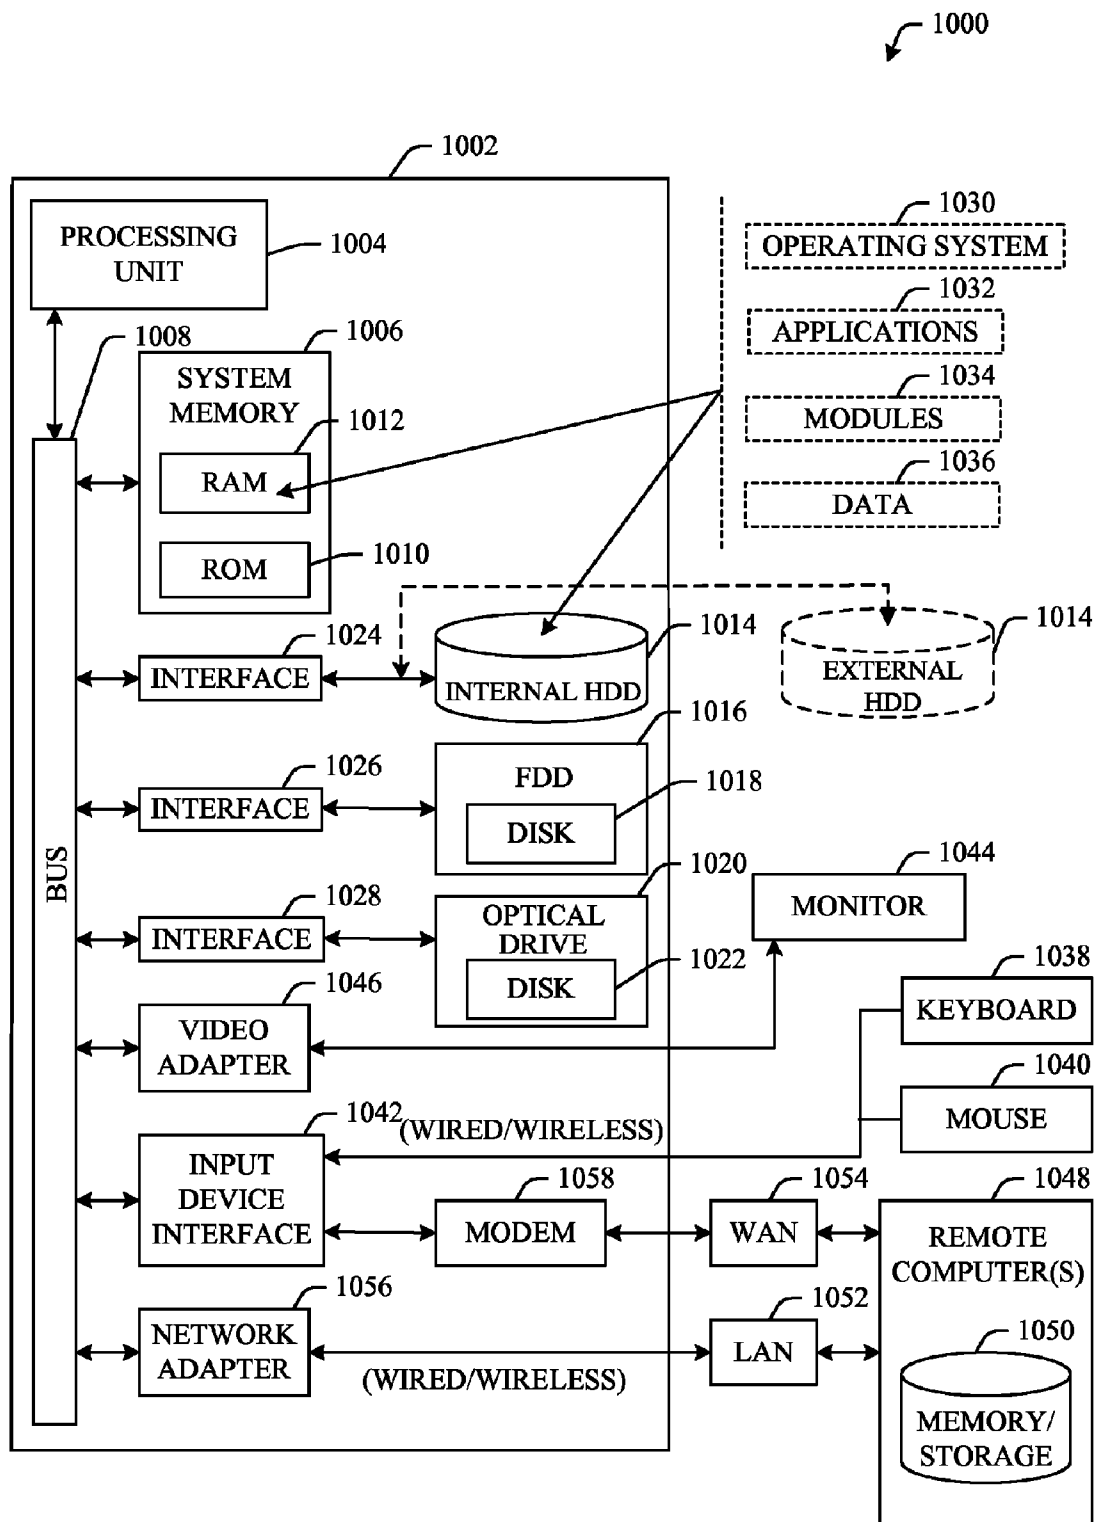 1000
1002
PROCESSING
UNIT
1004
1030
OPERATING SYSTEM
1032
APPLICATIONS
1034
MODULES
1036
DATA
1008
1006
SYSTEM
MEMORY
1012
RAM
1010
ROM
BUS
1024
INTERFACE
1014
INTERNAL HDD
1014
EXTERNAL
HDD
1016
FDD
1018
DISK
1026
INTERFACE
1020
OPTICAL
DRIVE
1022
DISK
1028
INTERFACE
1044
MONITOR
1046
VIDEO
ADAPTER
1038
KEYBOARD
1040
MOUSE
1042
(WIRED/WIRELESS)
INPUT
DEVICE
INTERFACE
1058
MODEM
1054
WAN
1048
REMOTE
COMPUTER(S)
1056
NETWORK
ADAPTER
(WIRED/WIRELESS)
1052
LAN
1050
MEMORY/
STORAGE